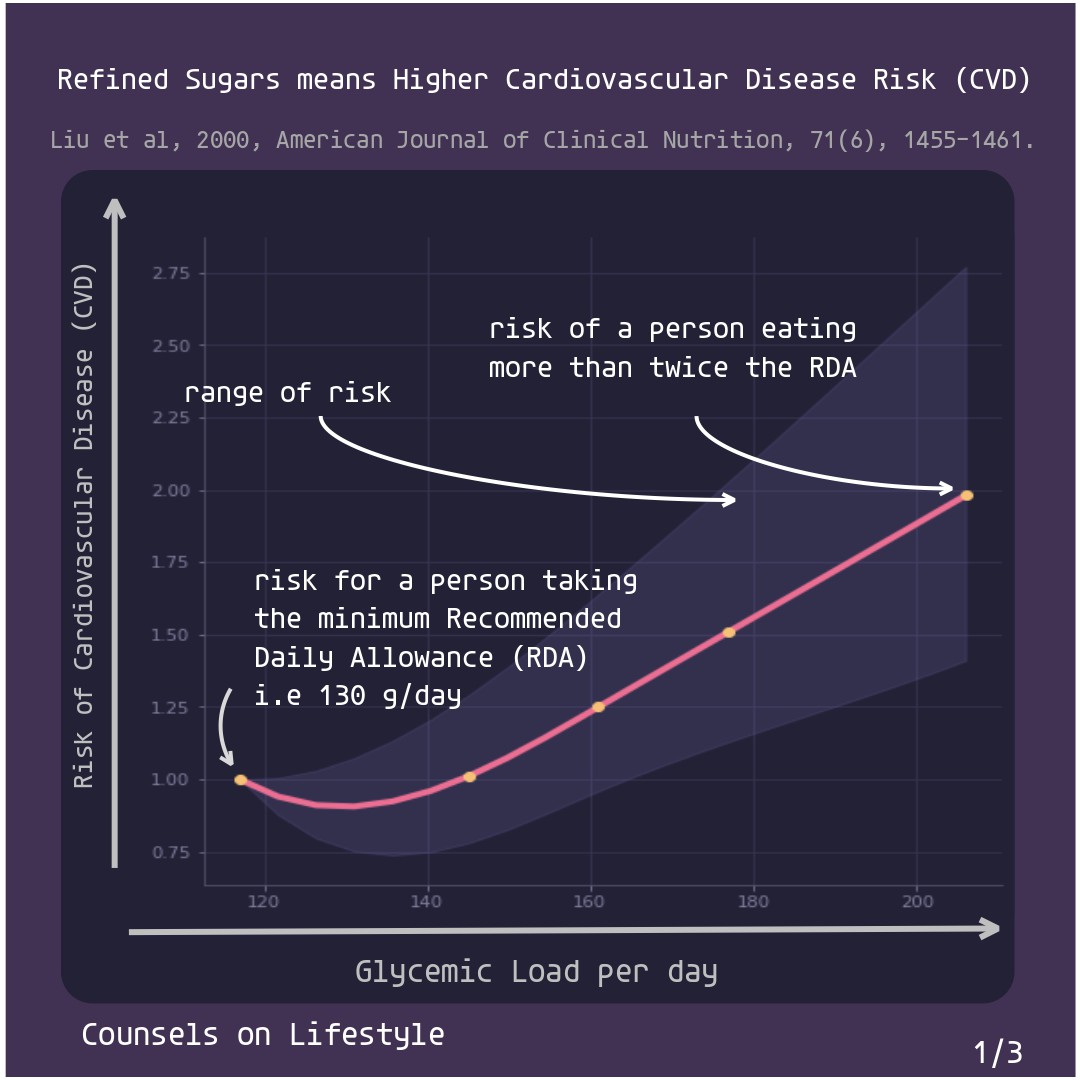 Refined Sugars means Higher Cardiovascular Disease Risk (CVD)
Liu et al, 2000, American Journal of Clinical Nutrition, 71(6), 1455-1461.
Risk of Cardiovascular Disease (CVD)
2.75
2.50
2.25
2.00
1.75
1.50
1.25
1.00
0.75
risk of a person eating
more than twice the RDA
range of risk
risk for a person taking
the minimum Recommended
Daily Allowance (RDA)
i.e 130 g/day
120
140
160
180
200
Glycemic Load per day
Counsels on Lifestyle
1/3